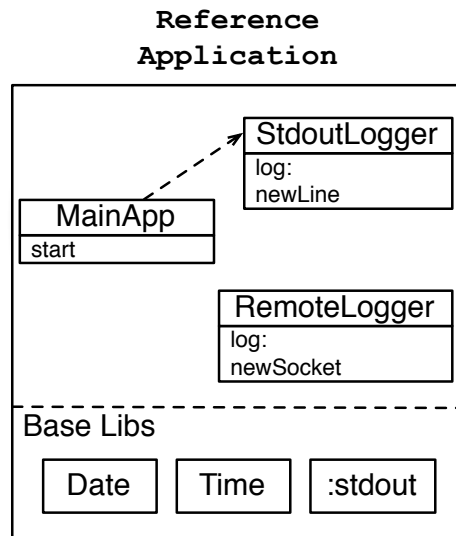 Reference
Application
StdoutLogger
log:
newLine
MainApp
start
RemoteLogger
log:
newSocket
Base Libs
Date
Time
:stdout